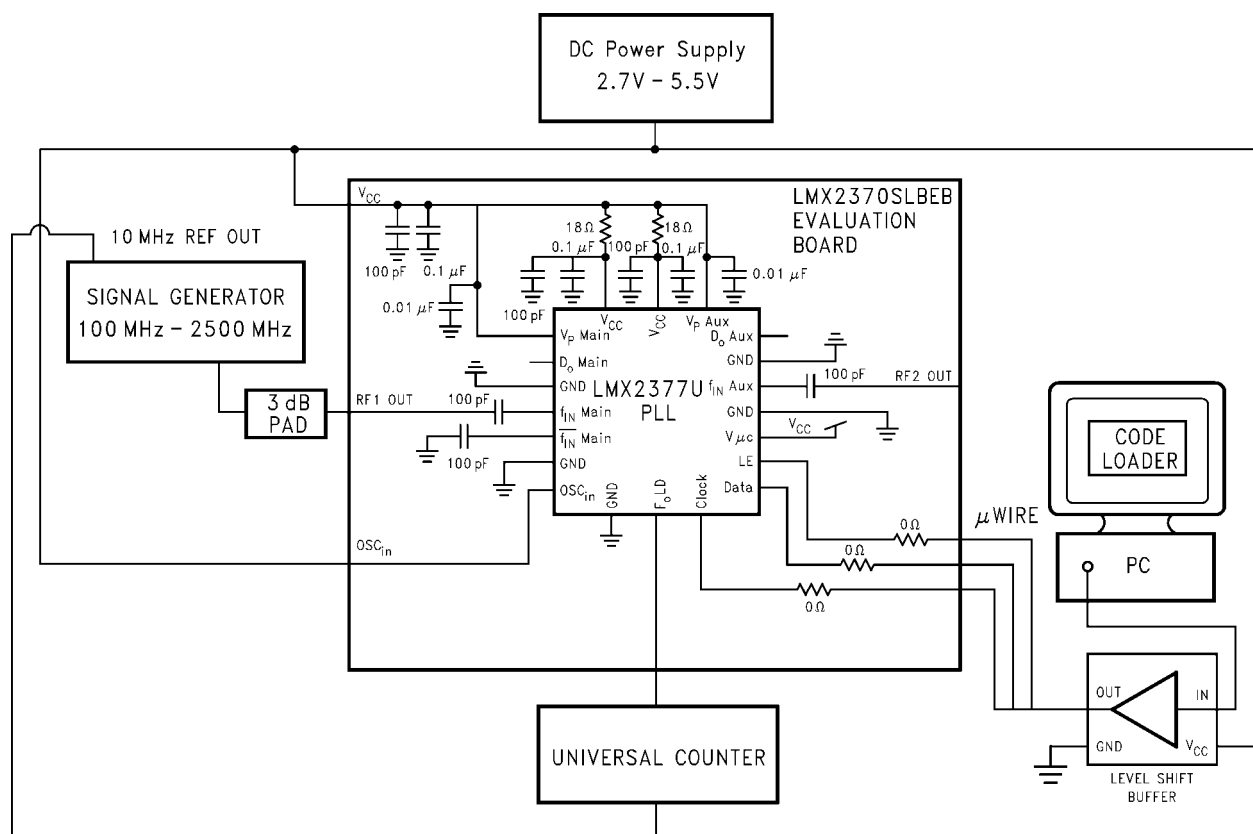 DC Power Supply
2.7V – 5.5V
LMX2370SLBEB
EVALUATION
BOARD
VCC
18Ω
18Ω
100 pF
0.1 μF
0.1 μF
100 pF
0.1 μF
0.01 μF
100 pF
0.01 μF
10 MHz REF OUT
SIGNAL GENERATOR
100 MHz – 2500 MHz
3 dB
PAD
RF1 OUT
100 pF
100 pF
VCC
VCC
VP Aux
VP Main
Do Aux
Do Main
GND
GND
LMX2377U
PLL
fIN Aux
100 pF
RF2 OUT
fIN Main
GND
fIN Main
Vμc
VCC
GND
LE
OSCin
Data
GND
FoLD
Clock
OSCin
0Ω
0Ω
0Ω
μWIRE
CODE
LOADER
PC
OUT
IN
GND
VCC
LEVEL SHIFT
BUFFER
UNIVERSAL COUNTER